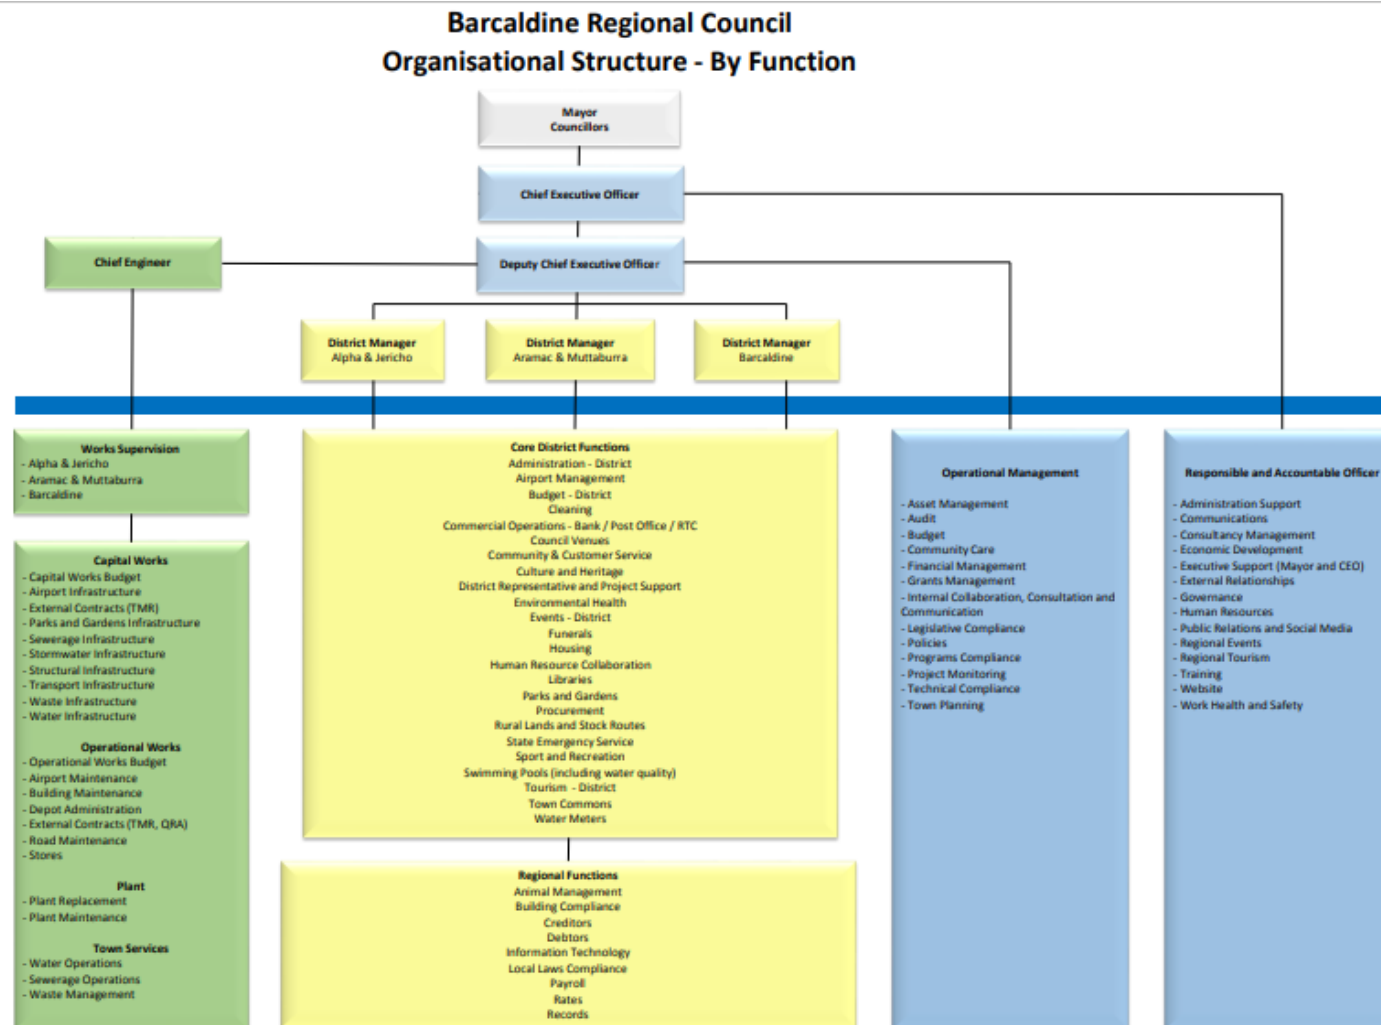 Barcaldine Regional Council
Organisational Structure - By Function
Mayor
Councillors
Chief Executive Officer
Chief Engineer
Deputy Chief Executive Officer
District Manager
Alpha & Jericho
District Manager
Aramac & Muttaburra
District Manager
Barcaldine
Works Supervision
- Alpha & Jericho
- Aramac & Muttaburra
- Barcaldine
Capital Works
- Capital Works Budget
- Airport Infrastructure
- External Contracts (TMR)
- Parks and Gardens Infrastructure
- Sewerage Infrastructure
- Stormwater Infrastructure
- Structural Infrastructure
- Transport Infrastructure
- Waste Infrastructure
- Water Infrastructure
Operational Works
- Operational Works Budget
- Airport Maintenance
- Building Maintenance
- Depot Administration
- External Contracts (TMR, QRA)
- Road Maintenance
- Stores
Plant
- Plant Replacement
- Plant Maintenance
Town Services
- Water Operations
- Sewerage Operations
- Waste Management
Core District Functions
Administration - District
Airport Management
Budget - District
Cleaning
Commercial Operations - Bank / Post Office / RTC
Council Venues
Community & Customer Service
Culture and Heritage
District Representative and Project Support
Environmental Health
Events - District
Funerals
Housing
Human Resource Collaboration
Libraries
Parks and Gardens
Procurement
Rural Lands and Stock Routes
State Emergency Service
Sport and Recreation
Swimming Pools (including water quality)
Tourism - District
Town Commons
Water Meters
Regional Functions
Animal Management
Building Compliance
Creditors
Debtors
Information Technology
Local Laws Compliance
Payroll
Rates
Records
Operational Management
- Asset Management
- Audit
- Budget
- Community Care
- Financial Management
- Grants Management
- Internal Collaboration, Consultation and
Communication
- Legislative Compliance
- Policies
- Programs Compliance
- Project Monitoring
- Technical Compliance
- Town Planning
Responsible and Accountable Officer
- Administration Support
- Communications
- Consultancy Management
- Economic Development
- Executive Support (Mayor and CEO)
- External Relationships
- Governance
- Human Resources
- Public Relations and Social Media
- Regional Events
- Regional Tourism
- Training
- Website
- Work Health and Safety